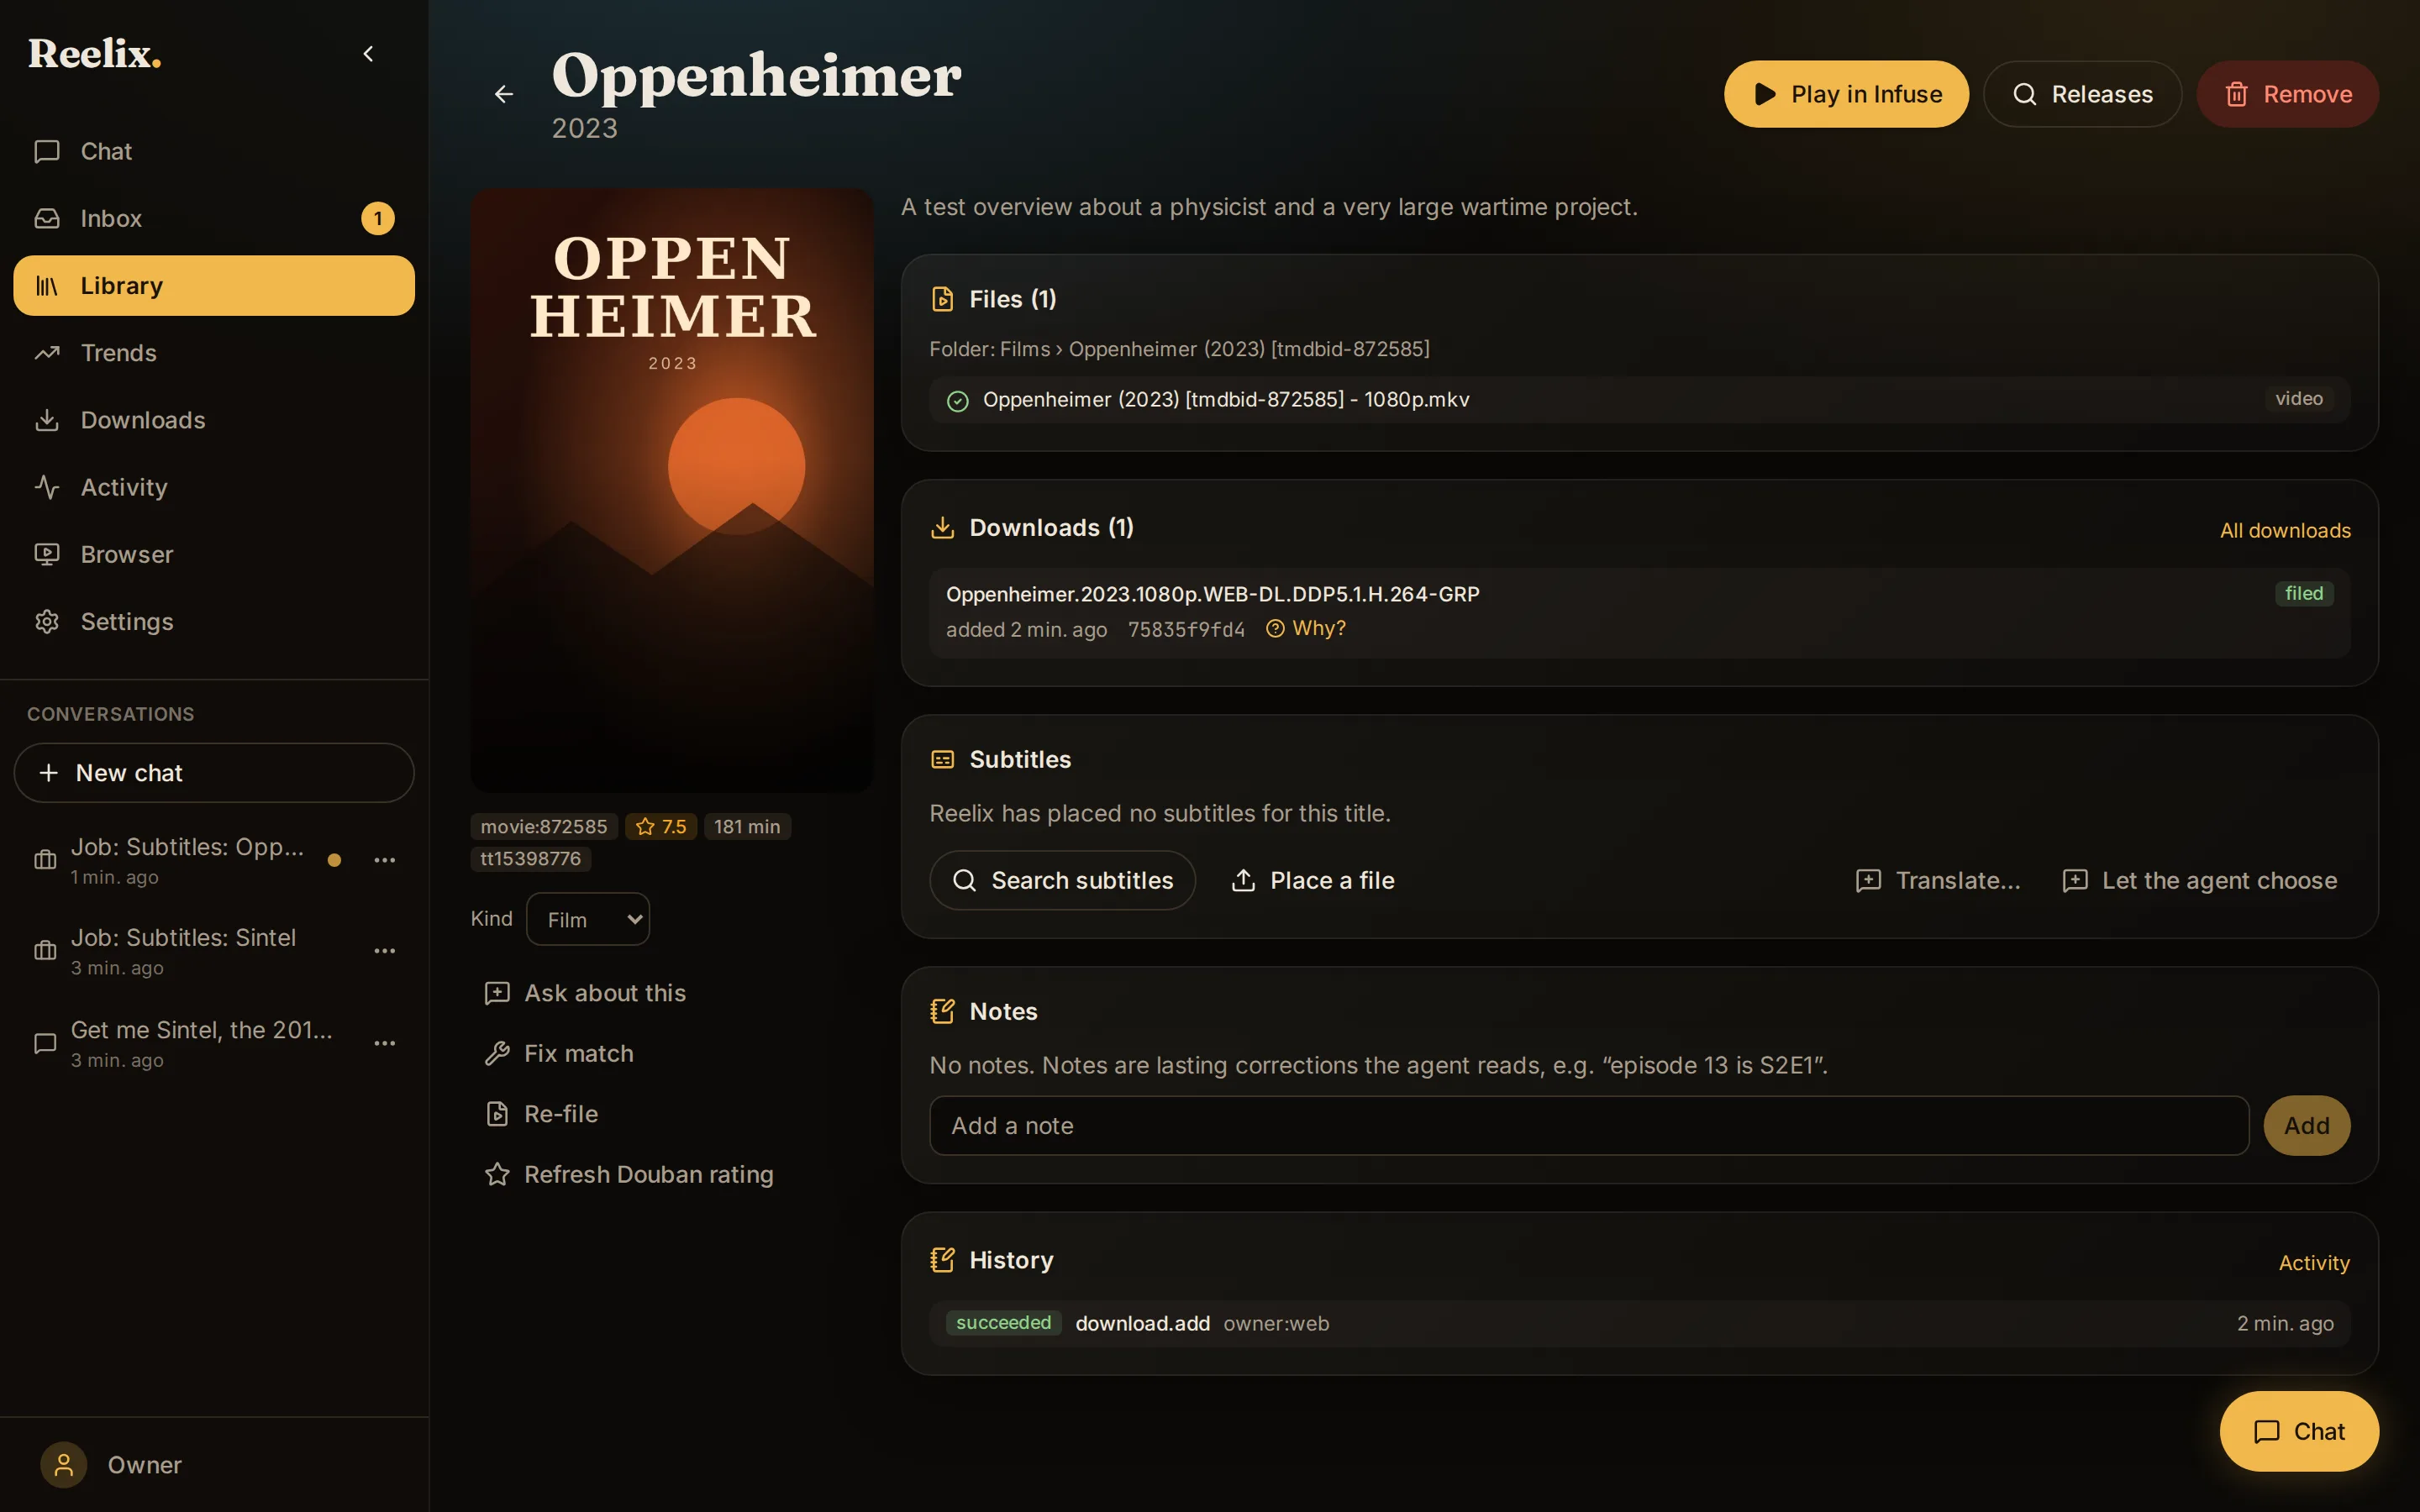 Reelix.
Chat
Inbox
1
Library
Trends
Downloads
Activity
Browser
Settings
CONVERSATIONS
New chat
Job: Subtitles: Opp...
1 min. ago
Job: Subtitles: Sintel
3 min. ago
Get me Sintel, the 201...
3 min. ago
Owner
Oppenheimer
2023
Play in Infuse
Releases
Remove
OPPEN
HEIMER
2023
movie:872585
7.5
181 min
tt15398776
Kind
Film
Ask about this
Fix match
Re-file
Refresh Douban rating
A test overview about a physicist and a very large wartime project.
Files (1)
Folder: Films › Oppenheimer (2023) [tmdbid-872585]
Oppenheimer (2023) [tmdbid-872585] - 1080p.mkv
video
Downloads (1)
All downloads
Oppenheimer.2023.1080p.WEB-DL.DDP5.1.H.264-GRP
filed
added 2 min. ago 75835f9fd4 Why?
Subtitles
Reelix has placed no subtitles for this title.
Search subtitles
Place a file
Translate...
Let the agent choose
Notes
No notes. Notes are lasting corrections the agent reads, e.g. “episode 13 is S2E1”.
Add a note
Add
History
Activity
succeeded download.add owner:web
2 min. ago
Chat